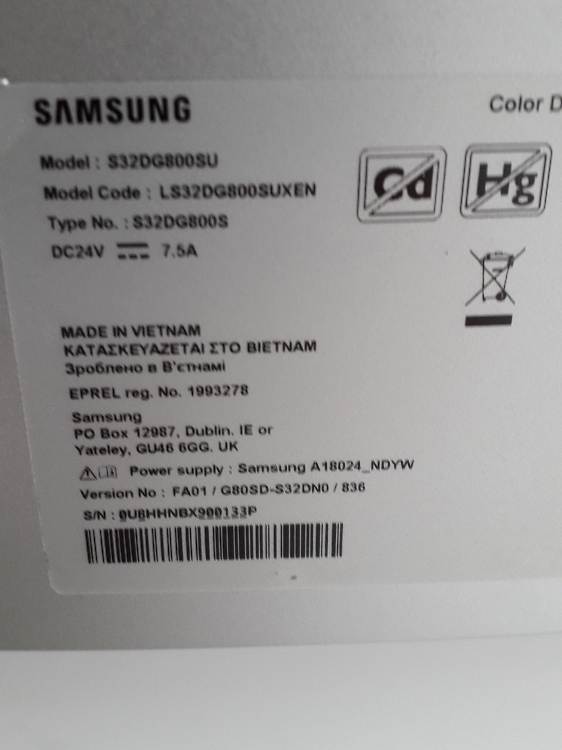 SAMSUNG
Color D
Model : S32DG800SU
Model Code : LS32DG800SUXEN
Type No. : S32DG800S
DC24V 7.5A
Cd
Hg
MADE IN VIETNAM
ΚΑΤΑΣΚΕΥΑΖΕΤΑΙ ΣΤΟ ΒΙΕΤΝΑΜ
Зроблено в В'єтнамі
EPREL reg. No. 1993278
Samsung
PO Box 12987, Dublin. IE or
Yateley, GU46 6GG. UK
Power supply : Samsung A18024_NDYW
Version No : FA01 / G80SD-S32DN0 / 836
S/N : 0U8HHNBX900133P